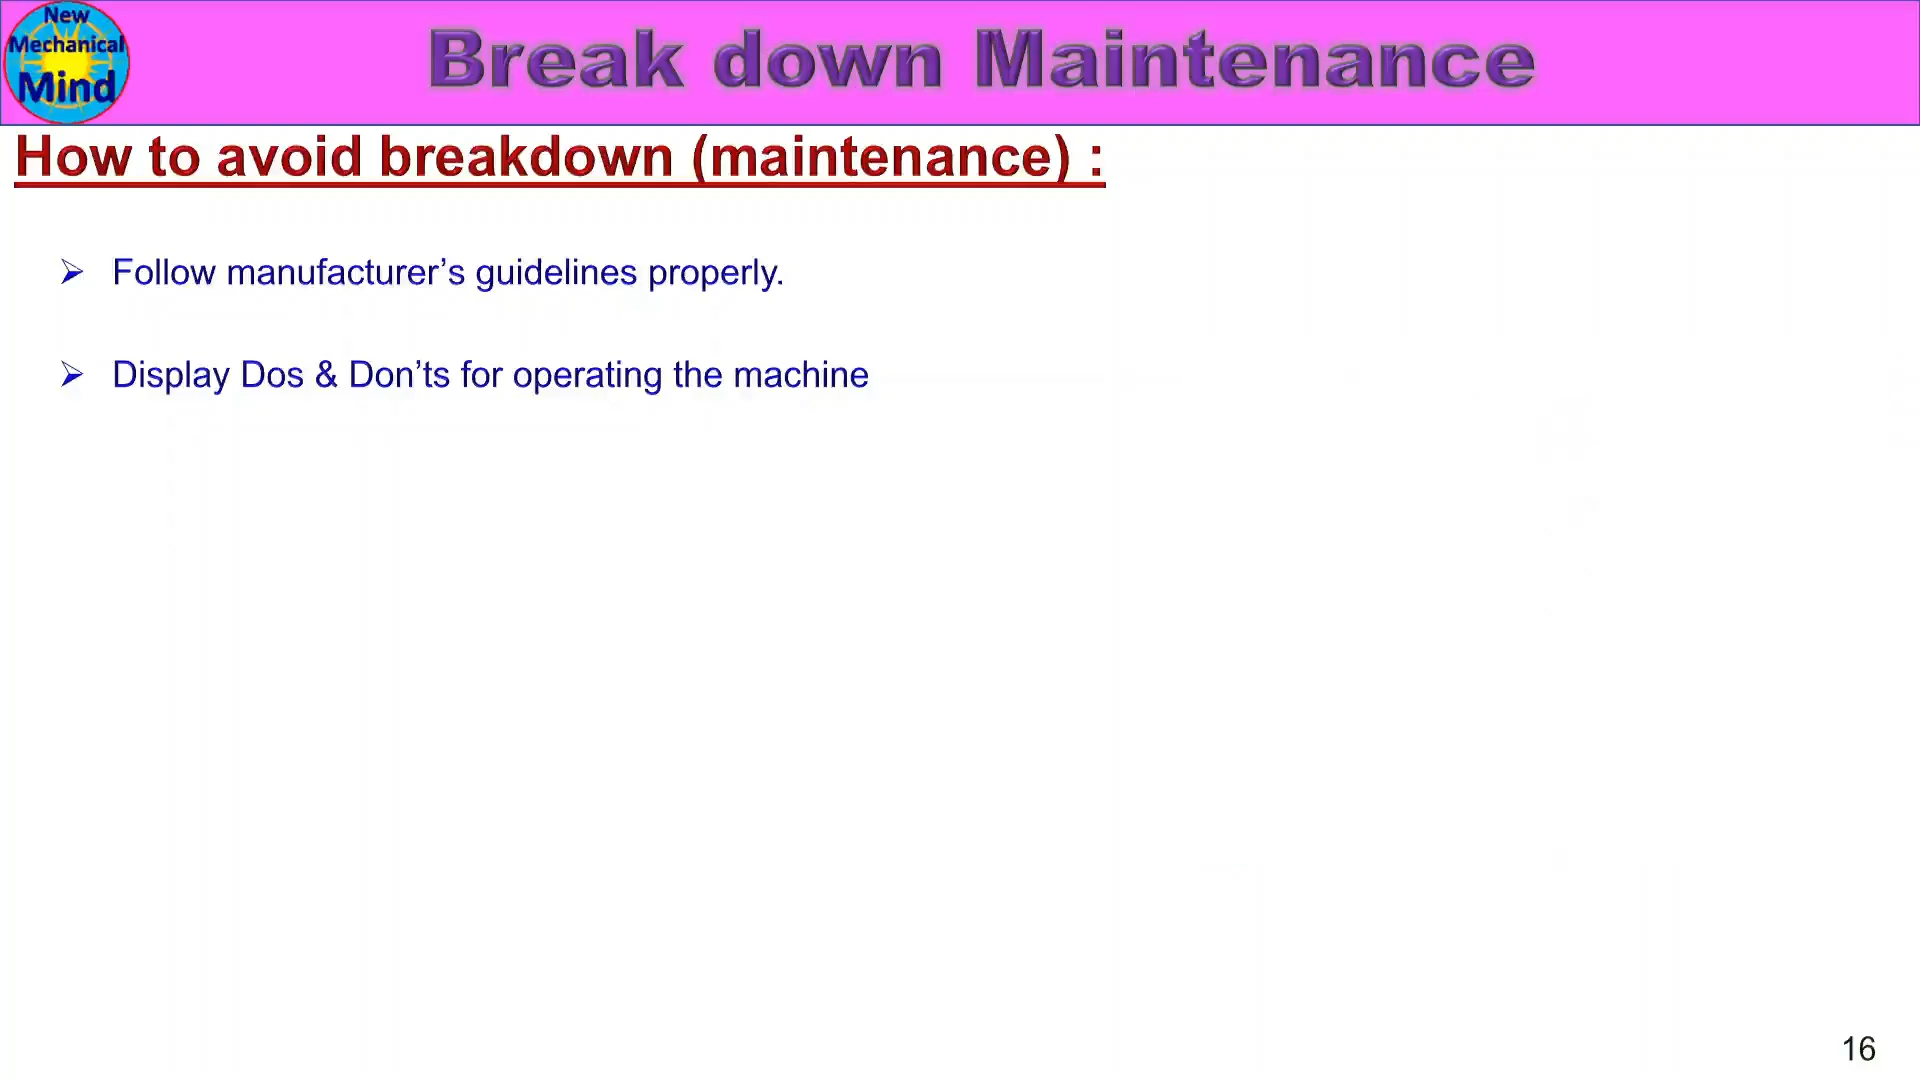 New
Mechanical
Mind
Break down Maintenance
How to avoid breakdown (maintenance) :
➢ Follow manufacturer’s guidelines properly.
➢ Display Dos & Don’ts for operating the machine
16